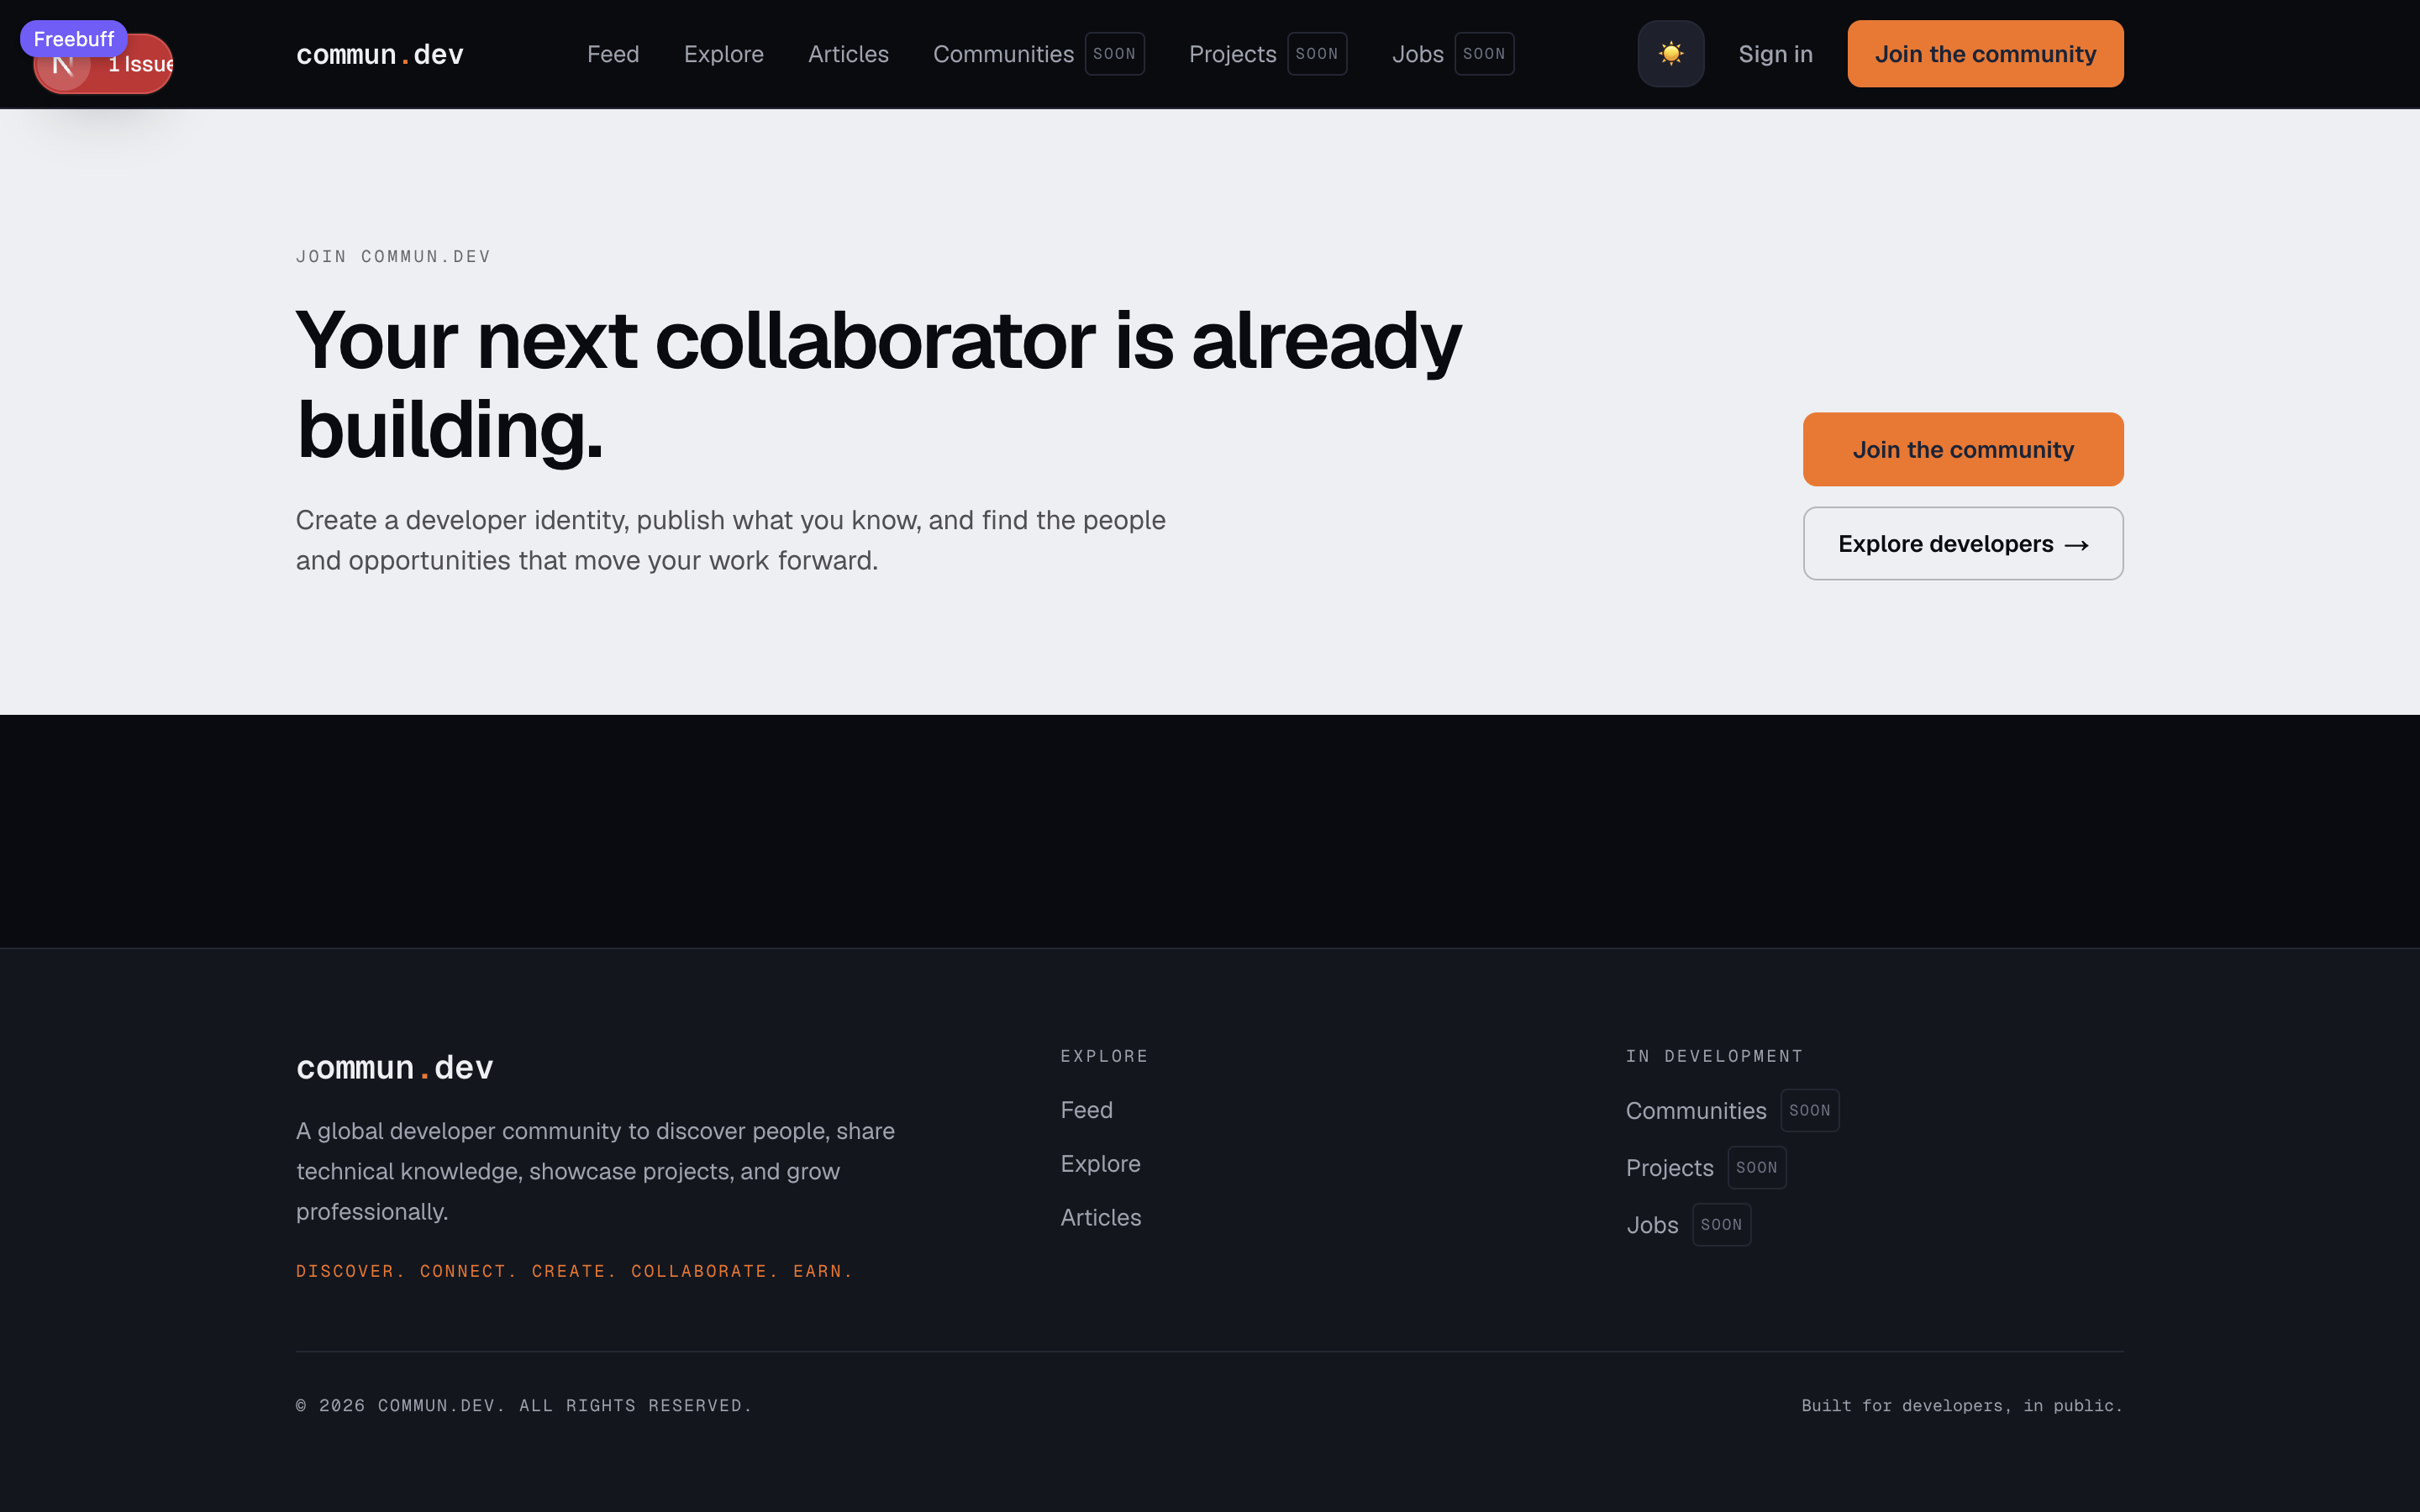 Freebuff
1 Issue
commun.dev
Feed
Explore
Articles
Communities SOON
Projects SOON
Jobs SOON
Sign in
Join the community
JOIN COMMUN.DEV
Your next collaborator is already
building.
Create a developer identity, publish what you know, and find the people
and opportunities that move your work forward.
Join the community
Explore developers →
commun.dev
A global developer community to discover people, share
technical knowledge, showcase projects, and grow
professionally.
DISCOVER. CONNECT. CREATE. COLLABORATE. EARN.
EXPLORE
Feed
Explore
Articles
IN DEVELOPMENT
Communities SOON
Projects SOON
Jobs SOON
© 2026 COMMUN.DEV. ALL RIGHTS RESERVED.
Built for developers, in public.